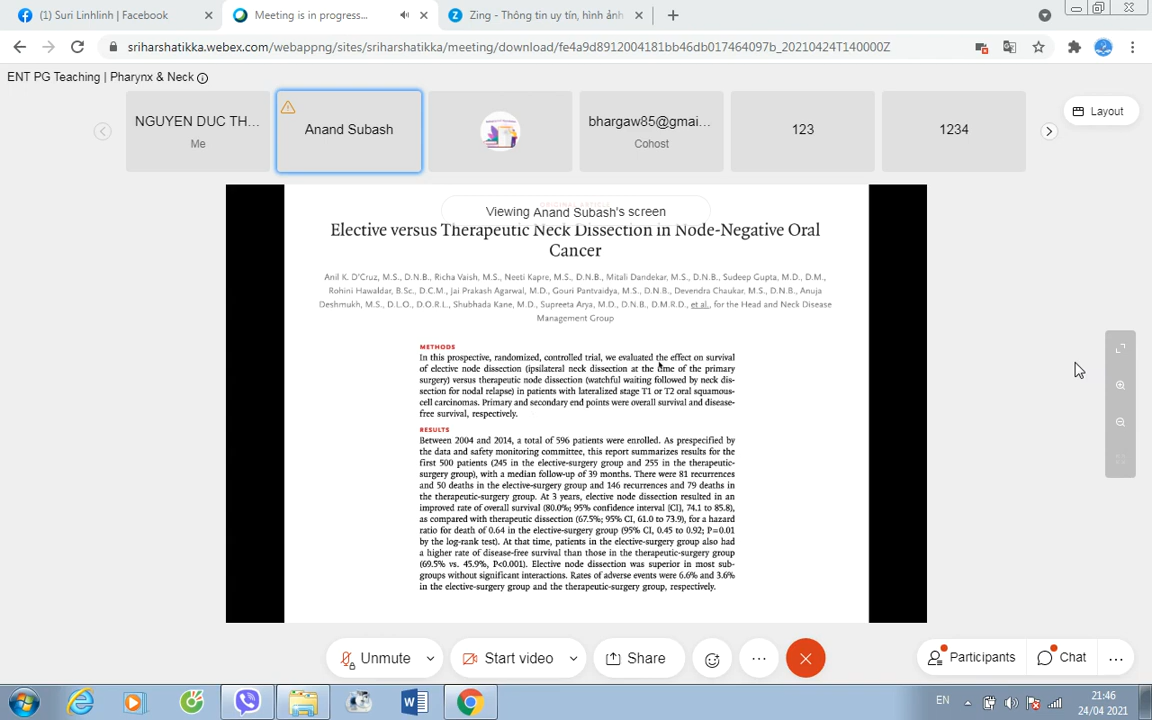 (1) Suri Linhlinh | Facebook
Meeting is in progress...
Zing - Thông tin uy tín, hình ảnh
sriharshatikka.webex.com/webappng/sites/sriharshatikka/meeting/download/fe4a9d8912004181bb46db017464097b_20210424T140000Z
ENT PG Teaching | Pharynx & Neck
Layout
NGUYEN DUC TH...
Me
Anand Subash
bhargaw85@gmai...
Cohost
123
1234
Viewing Anand Subash's screen
Elective versus Therapeutic Neck Dissection in Node-Negative Oral
Cancer
Anil K. D'Cruz, M.S., D.N.B., Richa Vaish, M.S., Neeti Kapre, M.S., D.N.B., Mitali Dandekar, M.S., D.N.B., Sudeep Gupta, M.D., D.M.,
Rohini Hawaldar, B.Sc., D.C.M., Jai Prakash Agarwal, M.D., Gouri Pantvaidya, M.S., D.N.B., Devendra Chaukar, M.S., D.N.B., Anuja
Deshmukh, M.S., D.L.O., D.O.R.L., Shubhada Kane, M.D., Supreeta Arya, M.D., D.N.B., D.M.R.D., et al., for the Head and Neck Disease
Management Group
METHODS
In this prospective, randomized, controlled trial, we evaluated the effect on survival
of elective node dissection (ipsilateral neck dissection at the time of the primary
surgery) versus therapeutic node dissection (watchful waiting followed by neck dis-
section for nodal relapse) in patients with lateralized stage T1 or T2 oral squamous-
cell carcinomas. Primary and secondary end points were overall survival and disease-
free survival, respectively.
RESULTS
Between 2004 and 2014, a total of 596 patients were enrolled. As prespecified by
the data and safety monitoring committee, this report summarizes results for the
first 500 patients (245 in the elective-surgery group and 255 in the therapeutic-
surgery group), with a median follow-up of 39 months. There were 81 recurrences
and 50 deaths in the elective-surgery group and 146 recurrences and 79 deaths in
the therapeutic-surgery group. At 3 years, elective node dissection resulted in an
improved rate of overall survival (80.0%; 95% confidence interval [CI], 74.1 to 85.8),
as compared with therapeutic dissection (67.5%; 95% CI, 61.0 to 73.9), for a hazard
ratio for death of 0.64 in the elective-surgery group (95% CI, 0.45 to 0.92; P=0.01
by the log-rank test). At that time, patients in the elective-surgery group also had
a higher rate of disease-free survival than those in the therapeutic-surgery group
(69.5% vs. 45.9%, P<0.001). Elective node dissection was superior in most sub-
groups without significant interactions. Rates of adverse events were 6.6% and 3.6%
in the elective-surgery group and the therapeutic-surgery group, respectively.
Unmute
Start video
Share
Participants
Chat
EN
21:46
24/04/2021